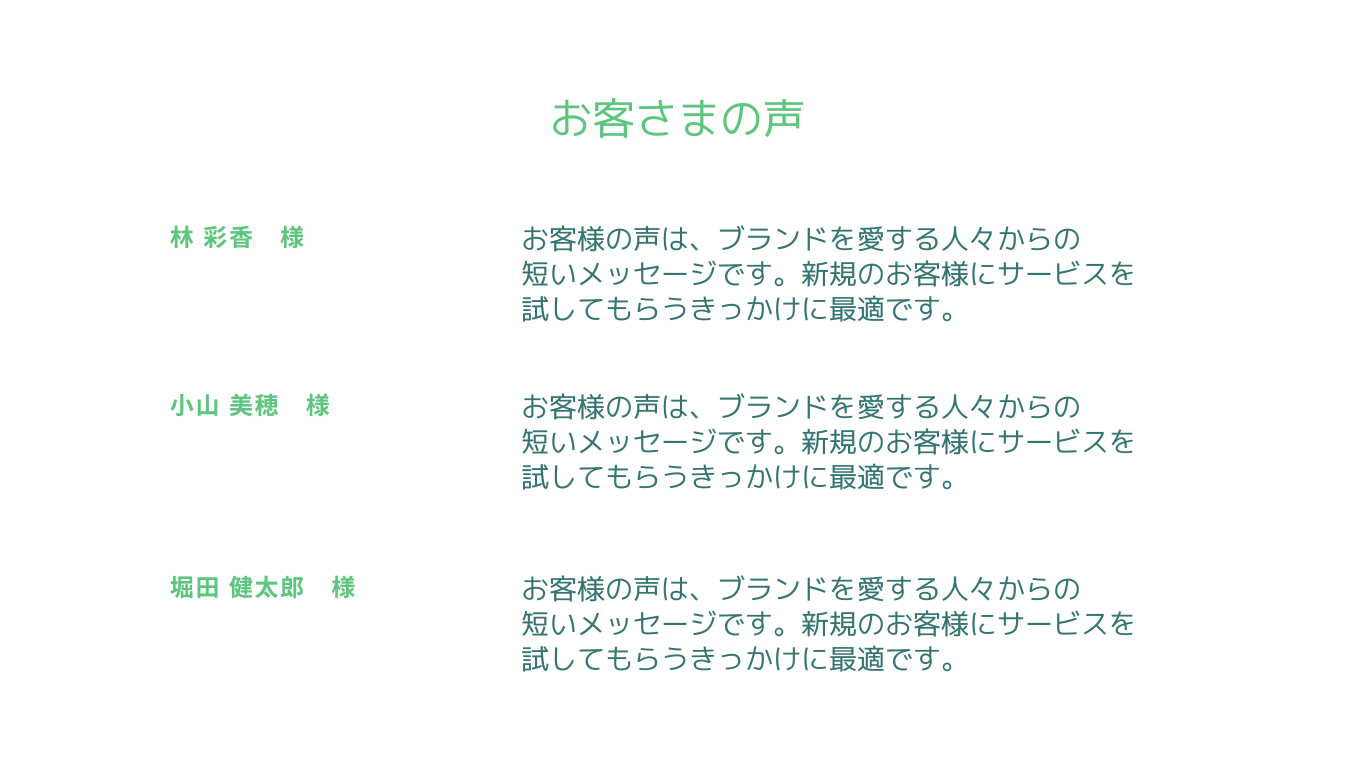 お客さまの声
林 彩香　様
お客様の声は、ブランドを愛する人々からの
短いメッセージです。新規のお客様にサービスを
試してもらうきっかけに最適です。
小山 美穂　様
お客様の声は、ブランドを愛する人々からの
短いメッセージです。新規のお客様にサービスを
試してもらうきっかけに最適です。
堀田 健太郎　様
お客様の声は、ブランドを愛する人々からの
短いメッセージです。新規のお客様にサービスを
試してもらうきっかけに最適です。